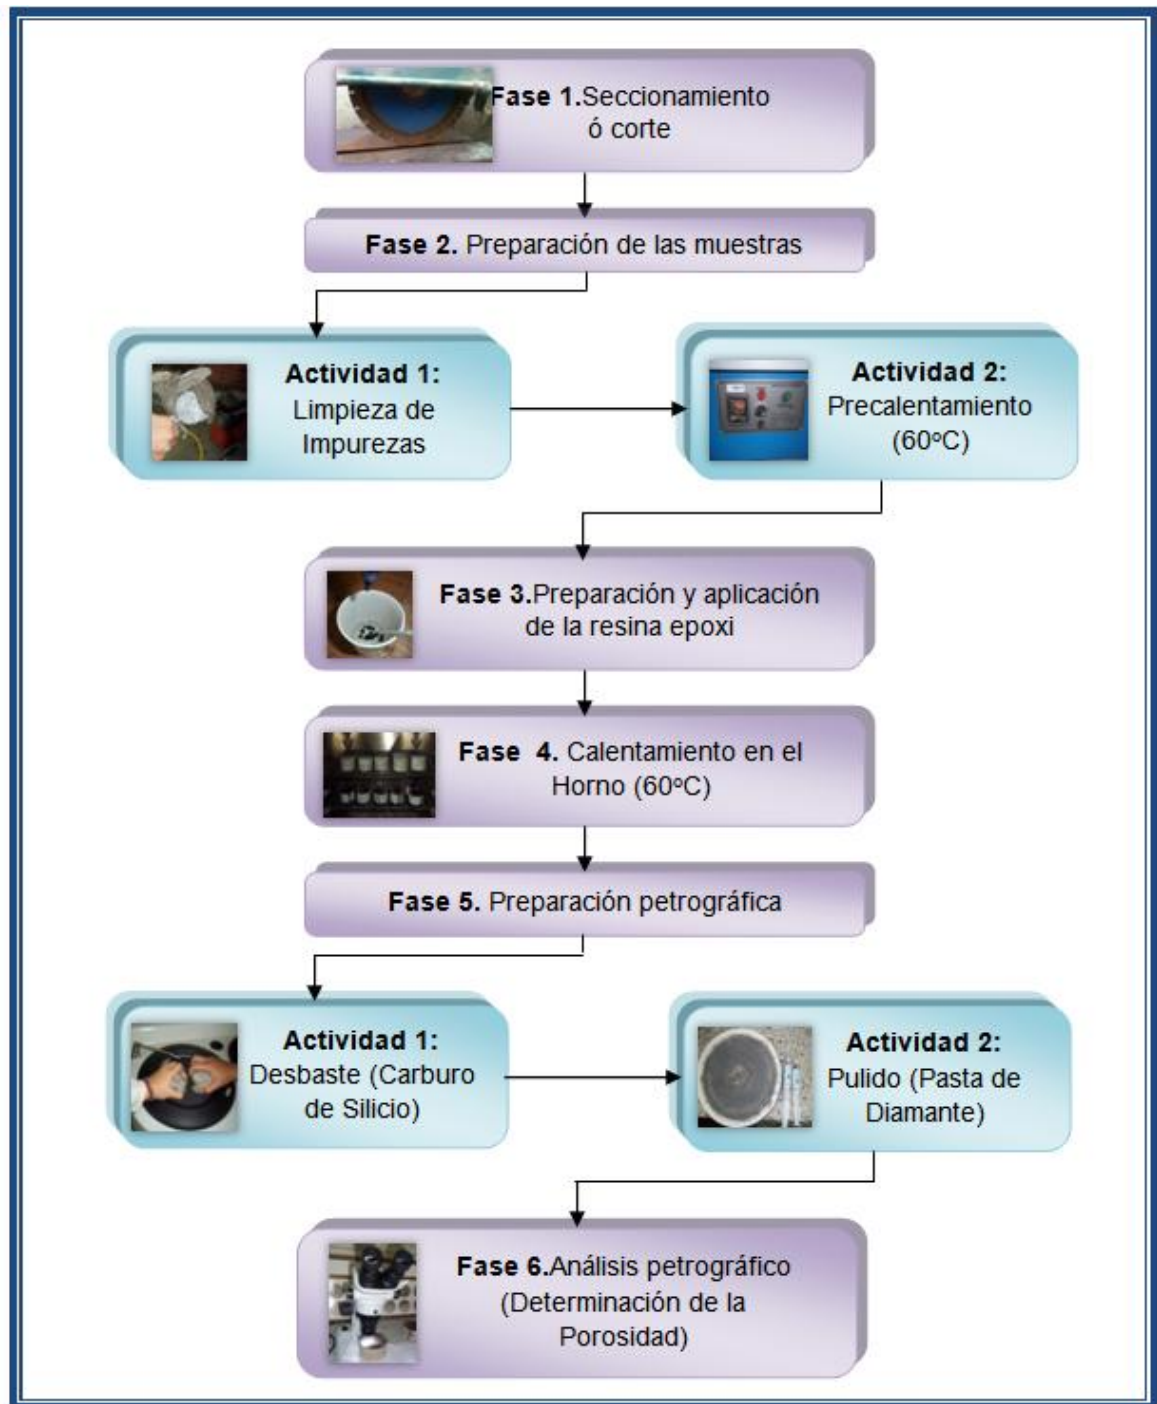 Fase 1.Seccionamiento
ó corte
Fase 2. Preparación de las muestras
Actividad 1:
Limpieza de
Impurezas
Actividad 2:
Precalentamiento
(60ºC)
Fase 3.Preparación y aplicación
de la resina epoxi
Fase 4. Calentamiento en el
Horno (60ºC)
Fase 5. Preparación petrográfica
Actividad 1:
Desbaste (Carburo
de Silicio)
Actividad 2:
Pulido (Pasta de
Diamante)
Fase 6.Análisis petrográfico
(Determinación de la
Porosidad)